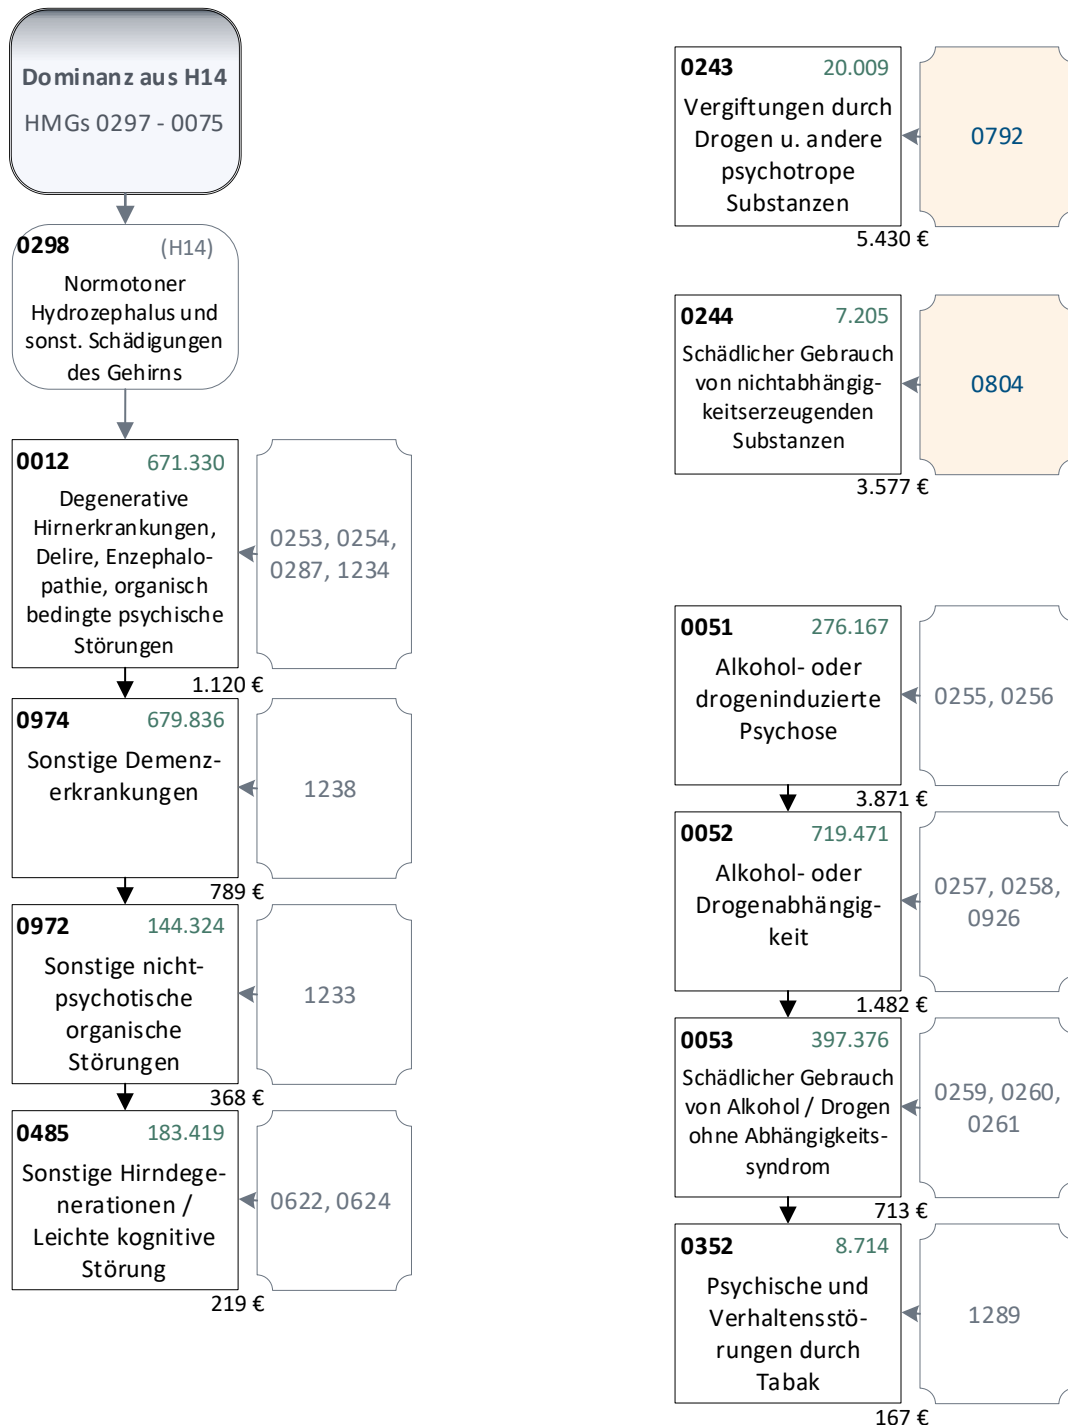 Dominanz aus H14
HMGs 0297 - 0075
0298 (H14)
Normotoner
Hydrozephalus und
sonst. Schädigungen
des Gehirns
0012 671.330
Degenerative
Hirnerkrankungen,
Delire, Enzephalo-
pathie, organisch
bedingte psychische
Störungen
0253, 0254,
0287, 1234
1.120 €
0974 679.836
Sonstige Demenz-
erkrankungen
1238
789 €
0972 144.324
Sonstige nicht-
psychotische
organische
Störungen
1233
368 €
0485 183.419
Sonstige Hirndege-
nerationen /
Leichte kognitive
Störung
0622, 0624
219 €
0243 20.009
Vergiftungen durch
Drogen u. andere
psychotrope
Substanzen
0792
5.430 €
0244 7.205
Schädlicher Gebrauch
von nichtabhängig-
keitserzeugenden
Substanzen
0804
3.577 €
0051 276.167
Alkohol- oder
drogeninduzierte
Psychose
0255, 0256
3.871 €
0052 719.471
Alkohol- oder
Drogenabhängig-
keit
0257, 0258,
0926
1.482 €
0053 397.376
Schädlicher Gebrauch
von Alkohol / Drogen
ohne Abhängigkeits-
syndrom
0259, 0260,
0261
713 €
0352 8.714
Psychische und
Verhaltensstö-
rungen durch
Tabak
1289
167 €